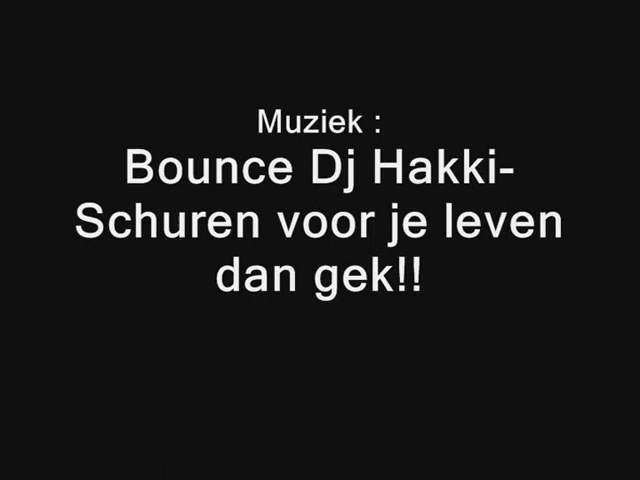 Muziek :
Bounce Dj Hakki-
Schuren voor je leven
dan gek!!